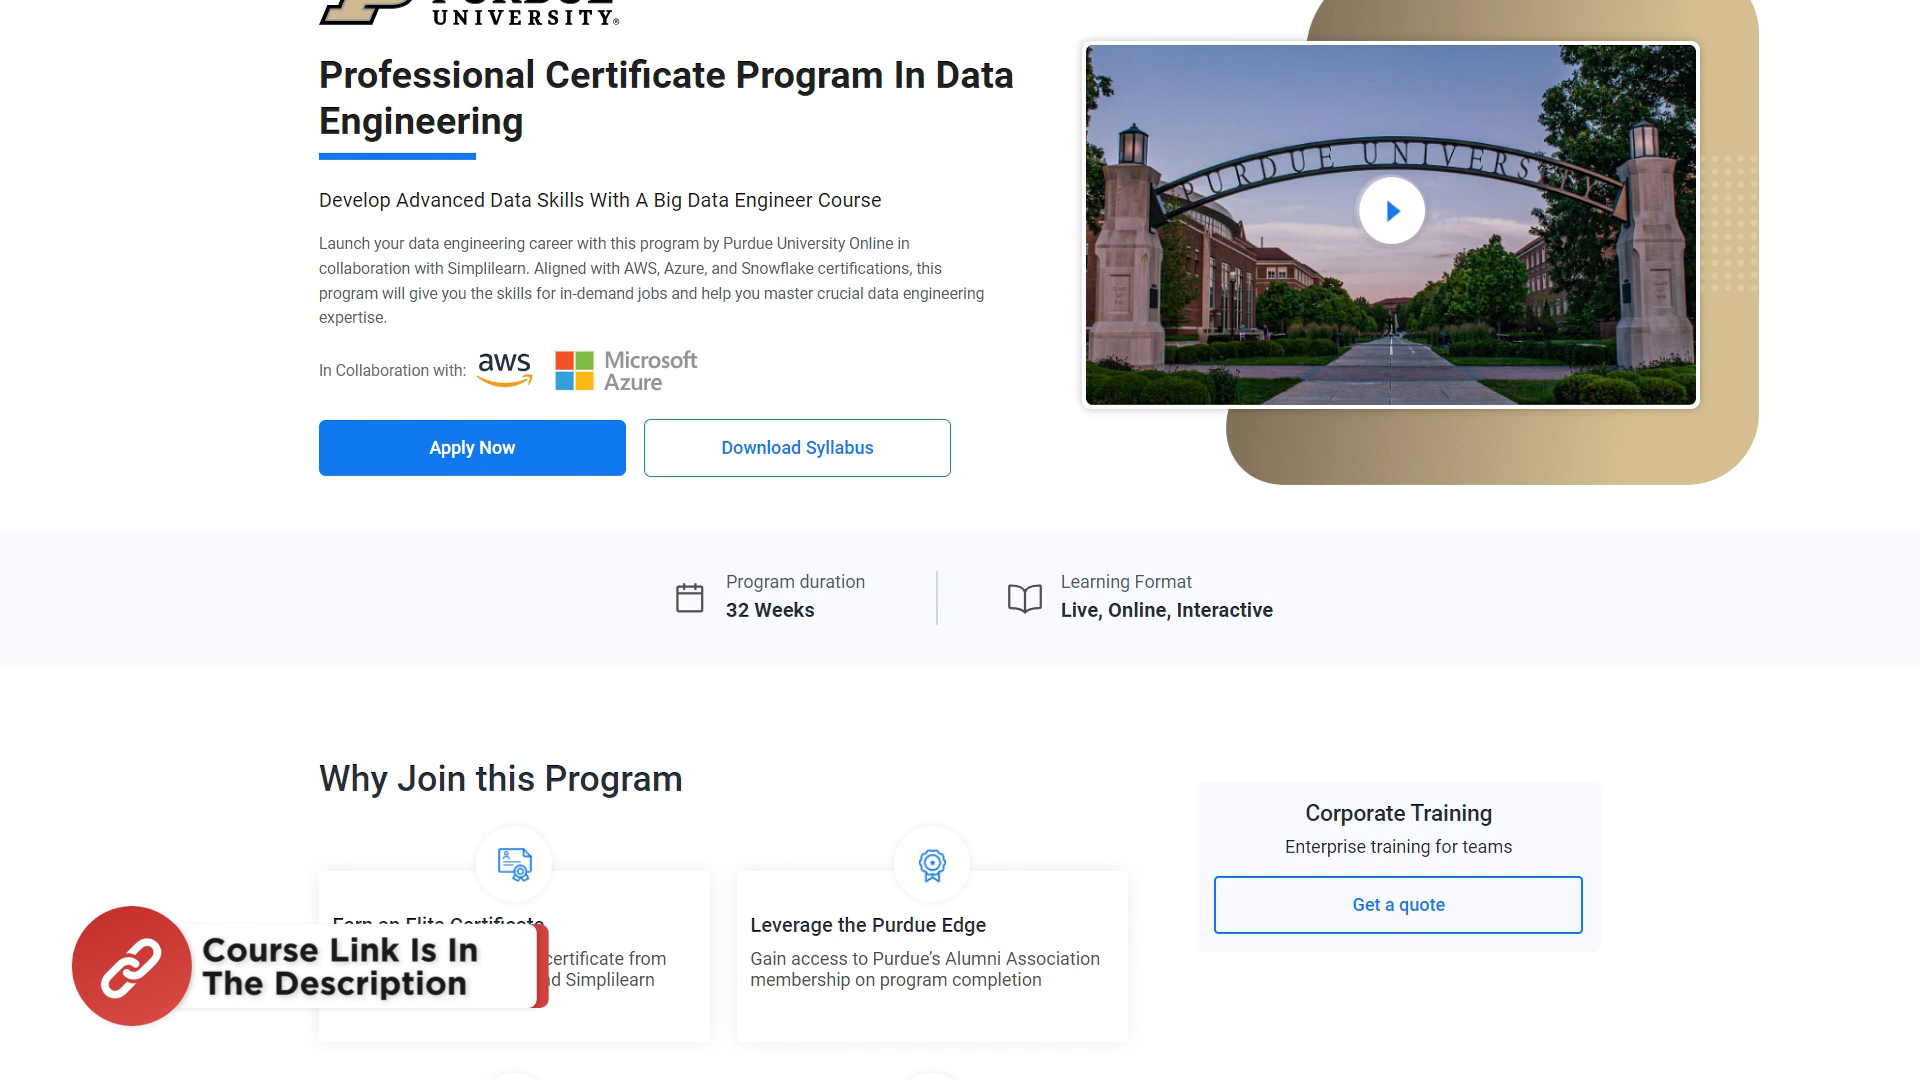 PURDUE
UNIVERSITY®
Professional Certificate Program In Data
Engineering
Develop Advanced Data Skills With A Big Data Engineer Course
Launch your data engineering career with this program by Purdue University Online in
collaboration with Simplilearn. Aligned with AWS, Azure, and Snowflake certifications, this
program will give you the skills for in-demand jobs and help you master crucial data engineering
expertise.
In Collaboration with: aws Microsoft
Azure
Apply Now Download Syllabus
PURDUE UNIVERSITY
Program duration
32 Weeks
Learning Format
Live, Online, Interactive
Why Join this Program
Earn an Elite Certificate
certificate from
Simplilearn
Leverage the Purdue Edge
Gain access to Purdue’s Alumni Association
membership on program completion
Corporate Training
Enterprise training for teams
Get a quote
Course Link Is In
The Description